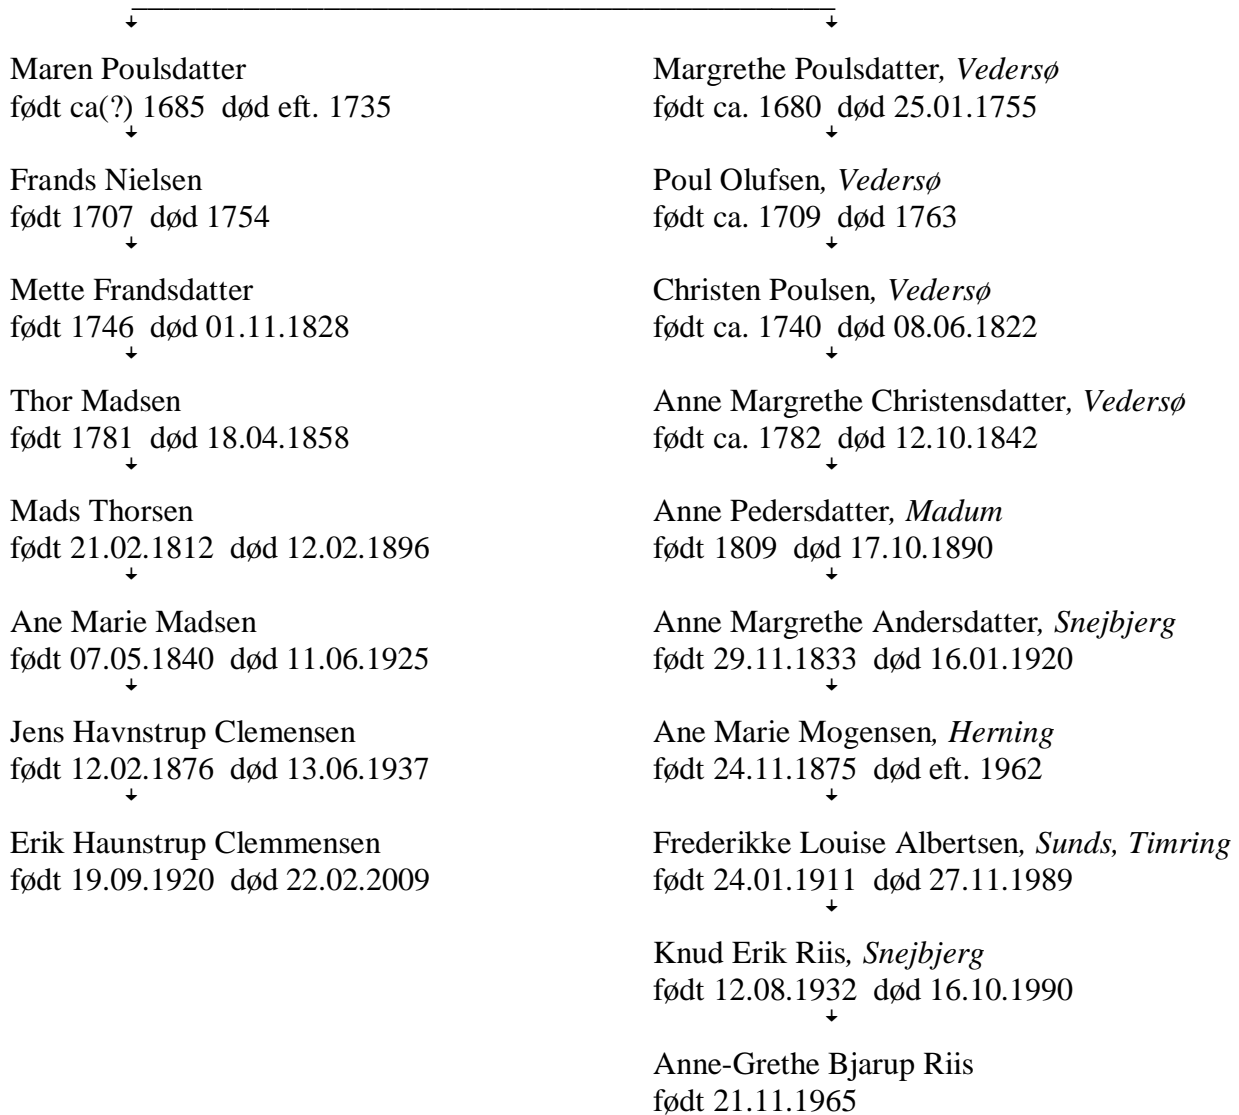 Maren Poulsdatter
født ca(?) 1685  død eft. 1735
Frands Nielsen
født 1707  død 1754
Mette Frandsdatter
født 1746  død 01.11.1828
Thor Madsen
født 1781  død 18.04.1858
Mads Thorsen
født 21.02.1812  død 12.02.1896
Ane Marie Madsen
født 07.05.1840  død 11.06.1925
Jens Havnstrup Clemensen
født 12.02.1876  død 13.06.1937
Erik Haunstrup Clemmensen
født 19.09.1920  død 22.02.2009
Margrethe Poulsdatter, Vedersø
født ca. 1680  død 25.01.1755
Poul Olufsen, Vedersø
født ca. 1709  død 1763
Christen Poulsen, Vedersø
født ca. 1740  død 08.06.1822
Anne Margrethe Christensdatter, Vedersø
født ca. 1782  død 12.10.1842
Anne Pedersdatter, Madum
født 1809  død 17.10.1890
Anne Margrethe Andersdatter, Snejbjerg
født 29.11.1833  død 16.01.1920
Ane Marie Mogensen, Herning
født 24.11.1875  død eft. 1962
Frederikke Louise Albertsen, Sunds, Timring
født 24.01.1911  død 27.11.1989
Knud Erik Riis, Snejbjerg
født 12.08.1932  død 16.10.1990
Anne-Grethe Bjarup Riis
født 21.11.1965